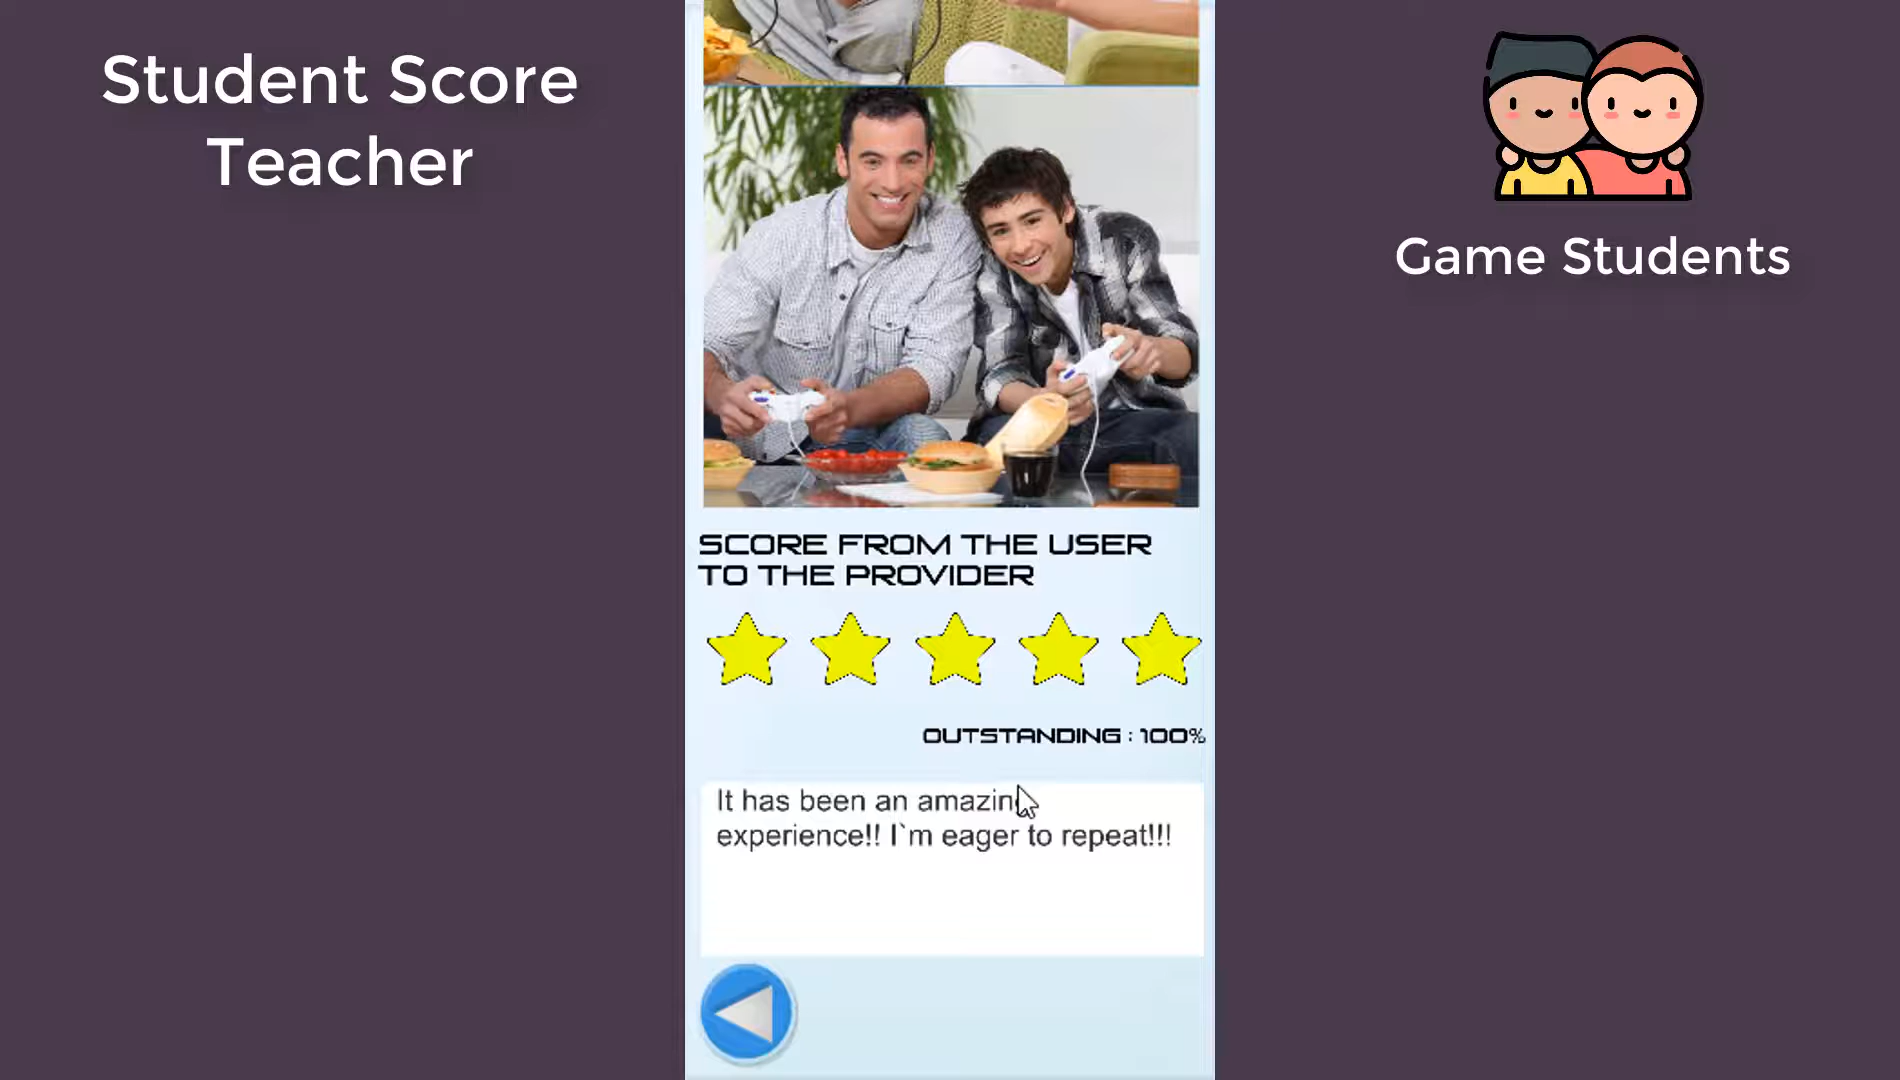 Student Score
Teacher
Game Students
SCORE FROM THE USER
TO THE PROVIDER
OUTSTANDING : 100%
It has been an amazing
experience!! I`m eager to repeat!!!